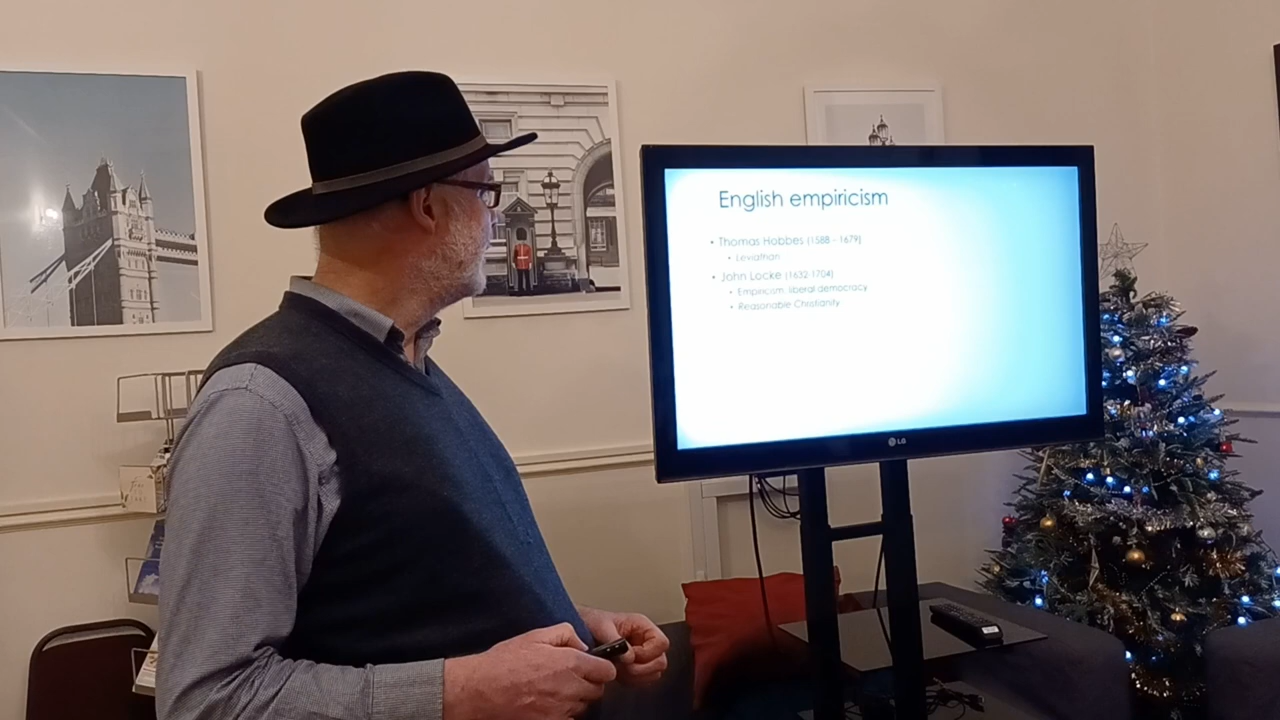 English empiricism
• Thomas Hobbes (1588 – 1679)
• Leviathan
• John Locke (1632-1704)
• Empiricism, liberal democracy
• Reasonable Christianity
LG